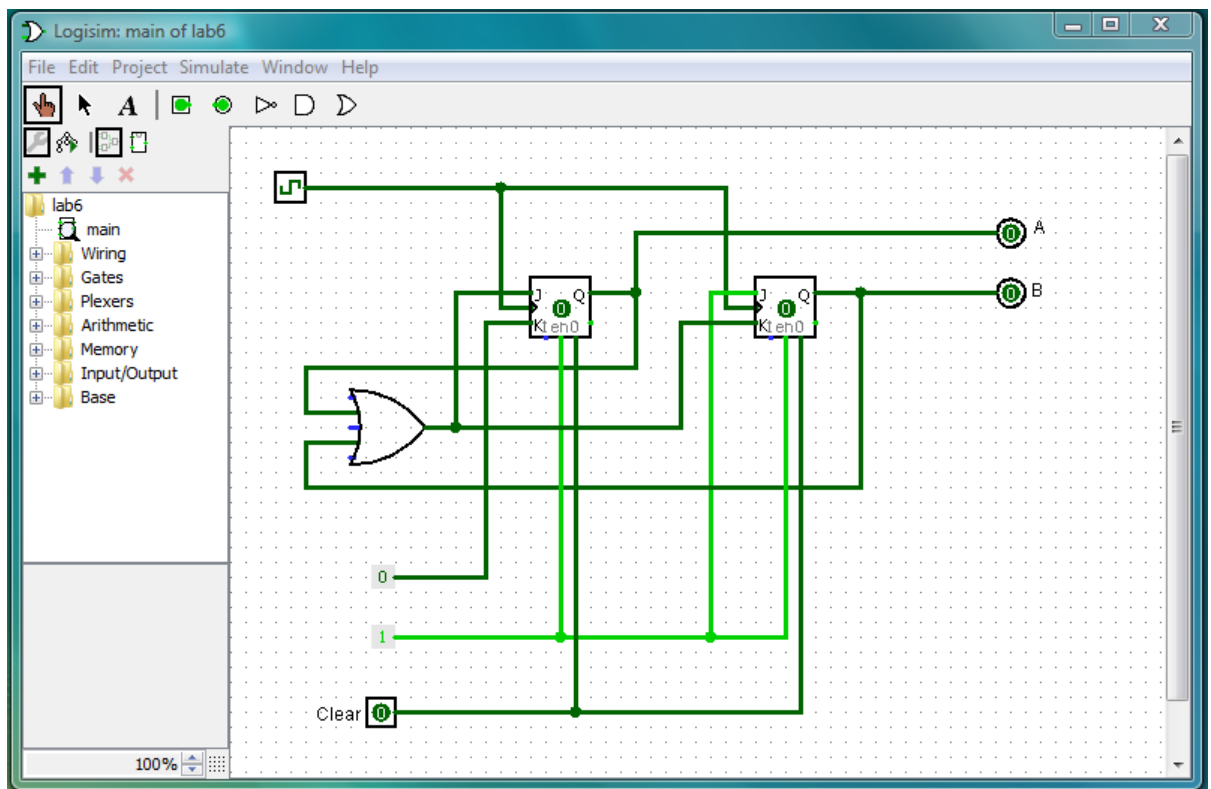 Logisim: main of lab6
File Edit Project Simulate Window Help
A
lab6
main
Wiring
Gates
Plexers
Arithmetic
Memory
Input/Output
Base
100%
0 A
0 B
J Q
0
K en 0
J Q
0
K en 0
0
1
Clear 0